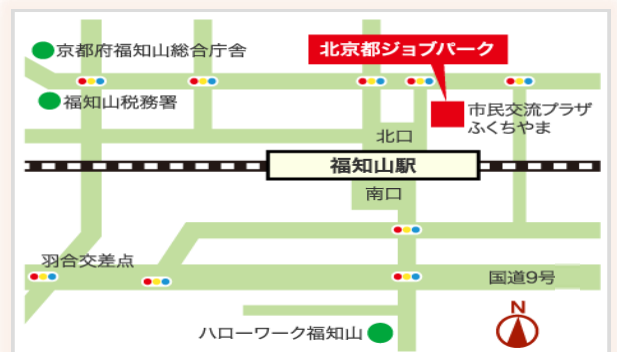 京都府福知山総合庁舎
北京都ジョブパーク
福知山税務署
市民交流プラザ
ふくちやま
北口
福知山駅
南口
羽合交差点
国道9号
N
ハローワーク福知山